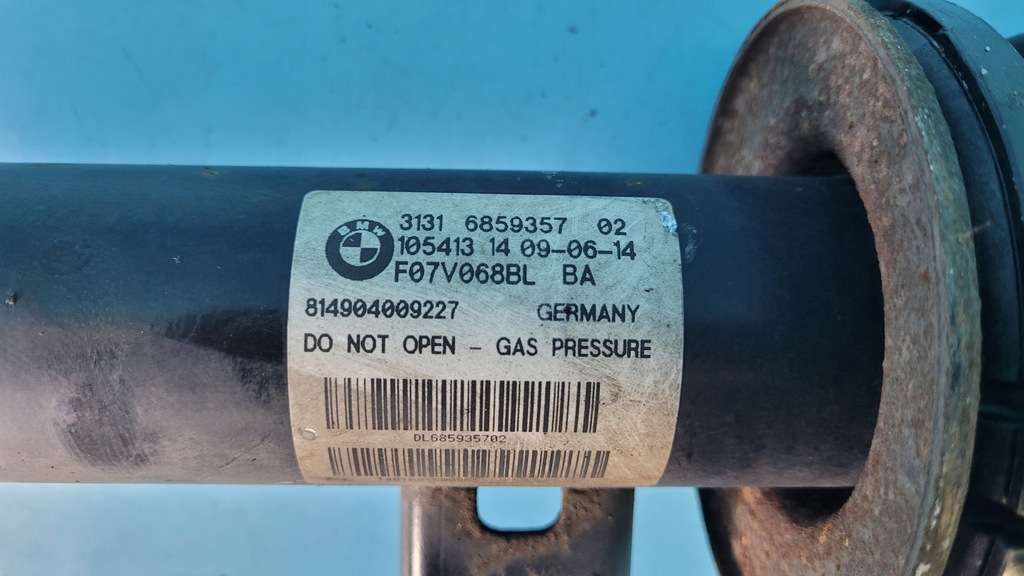 BMW
3131 6859357 02
105413 14 09-06-14
F07V068BL BA
814904009227 GERMANY
DO NOT OPEN - GAS PRESSURE
DL685935702